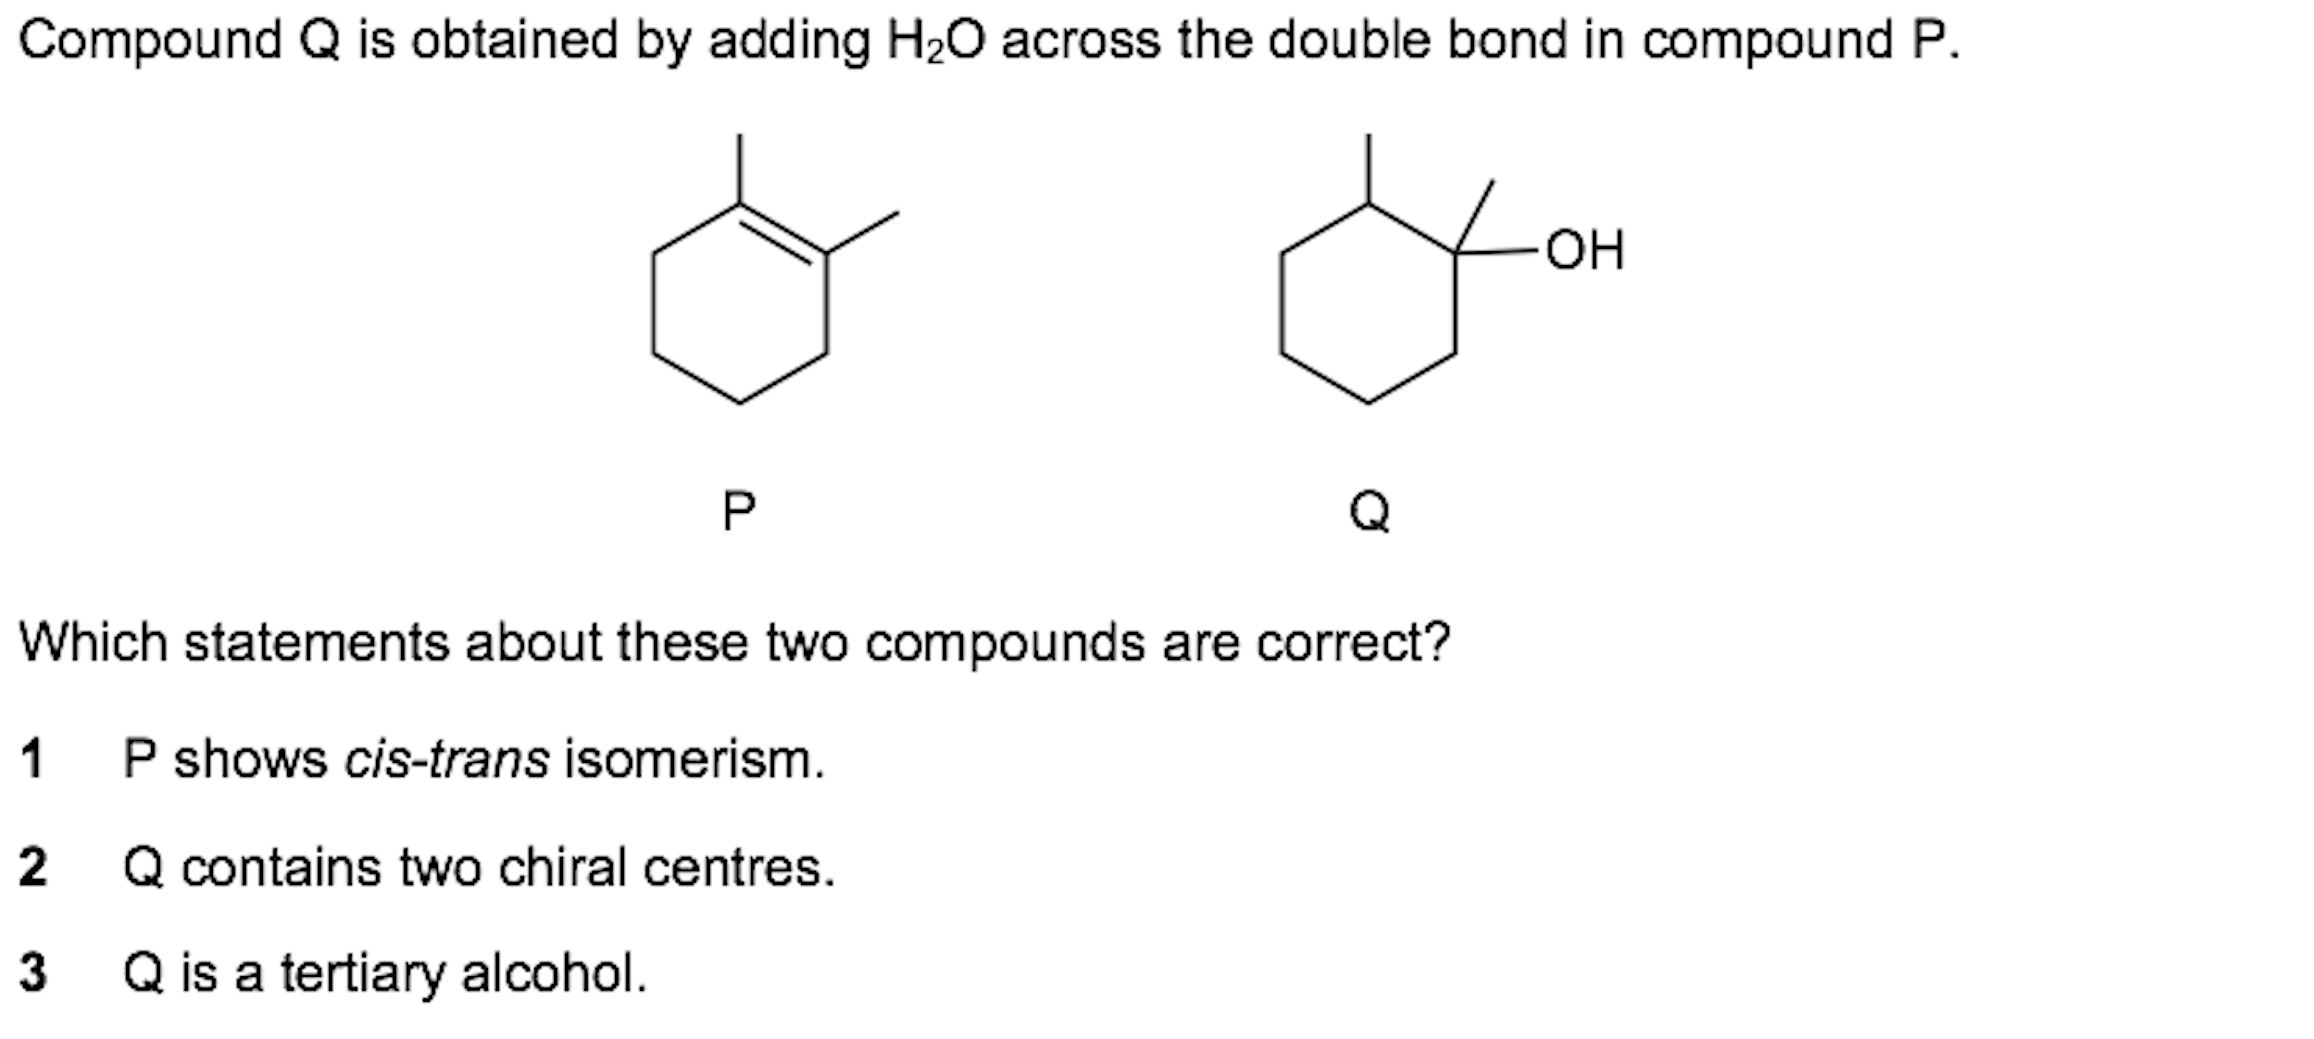 Compound Q is obtained by adding H₂O across the double bond in compound P.
OH
P
Q
Which statements about these two compounds are correct?
1 P shows cis-trans isomerism.
2 Q contains two chiral centres.
3 Q is a tertiary alcohol.